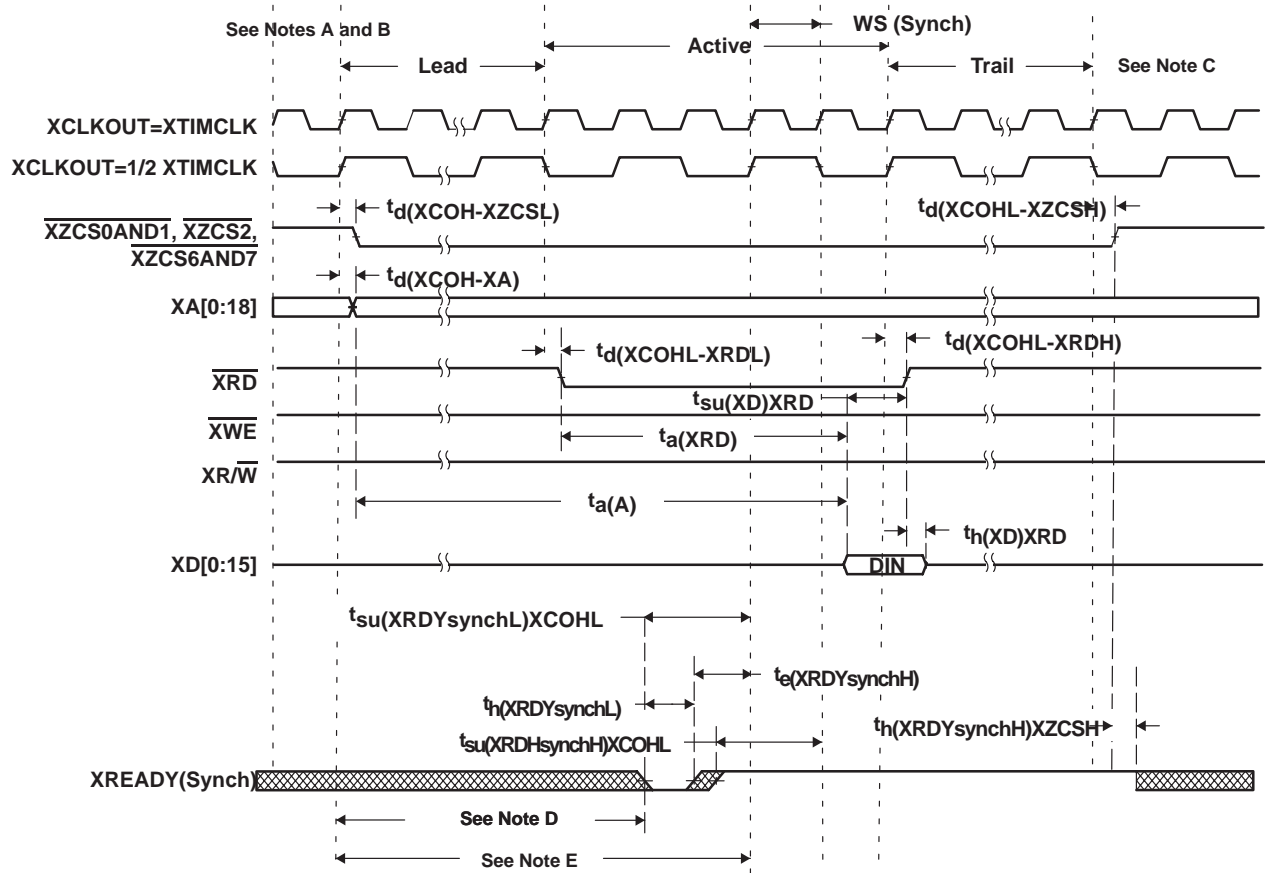 See Notes A and B
WS (Synch)
Active
Lead
Trail
See Note C
XCLKOUT=XTIMCLK
XCLKOUT=1/2 XTIMCLK
td(XCOH-XZCSL)
td(XCOHL-XZCSH)
XZCS0AND1, XZCS2,
XZCS6AND7
td(XCOH-XA)
XA[0:18]
td(XCOHL-XRDL)
td(XCOHL-XRDH)
XRD
tsu(XD)XRD
XWE
ta(XRD)
XR/W
ta(A)
th(XD)XRD
XD[0:15]
DIN
tsu(XRDYsynchL)XCOHL
te(XRDYsynchH)
th(XRDYsynchL)
th(XRDYsynchH)XZCSH
tsu(XRDHsynchH)XCOHL
XREADY(Synch)
See Note D
See Note E